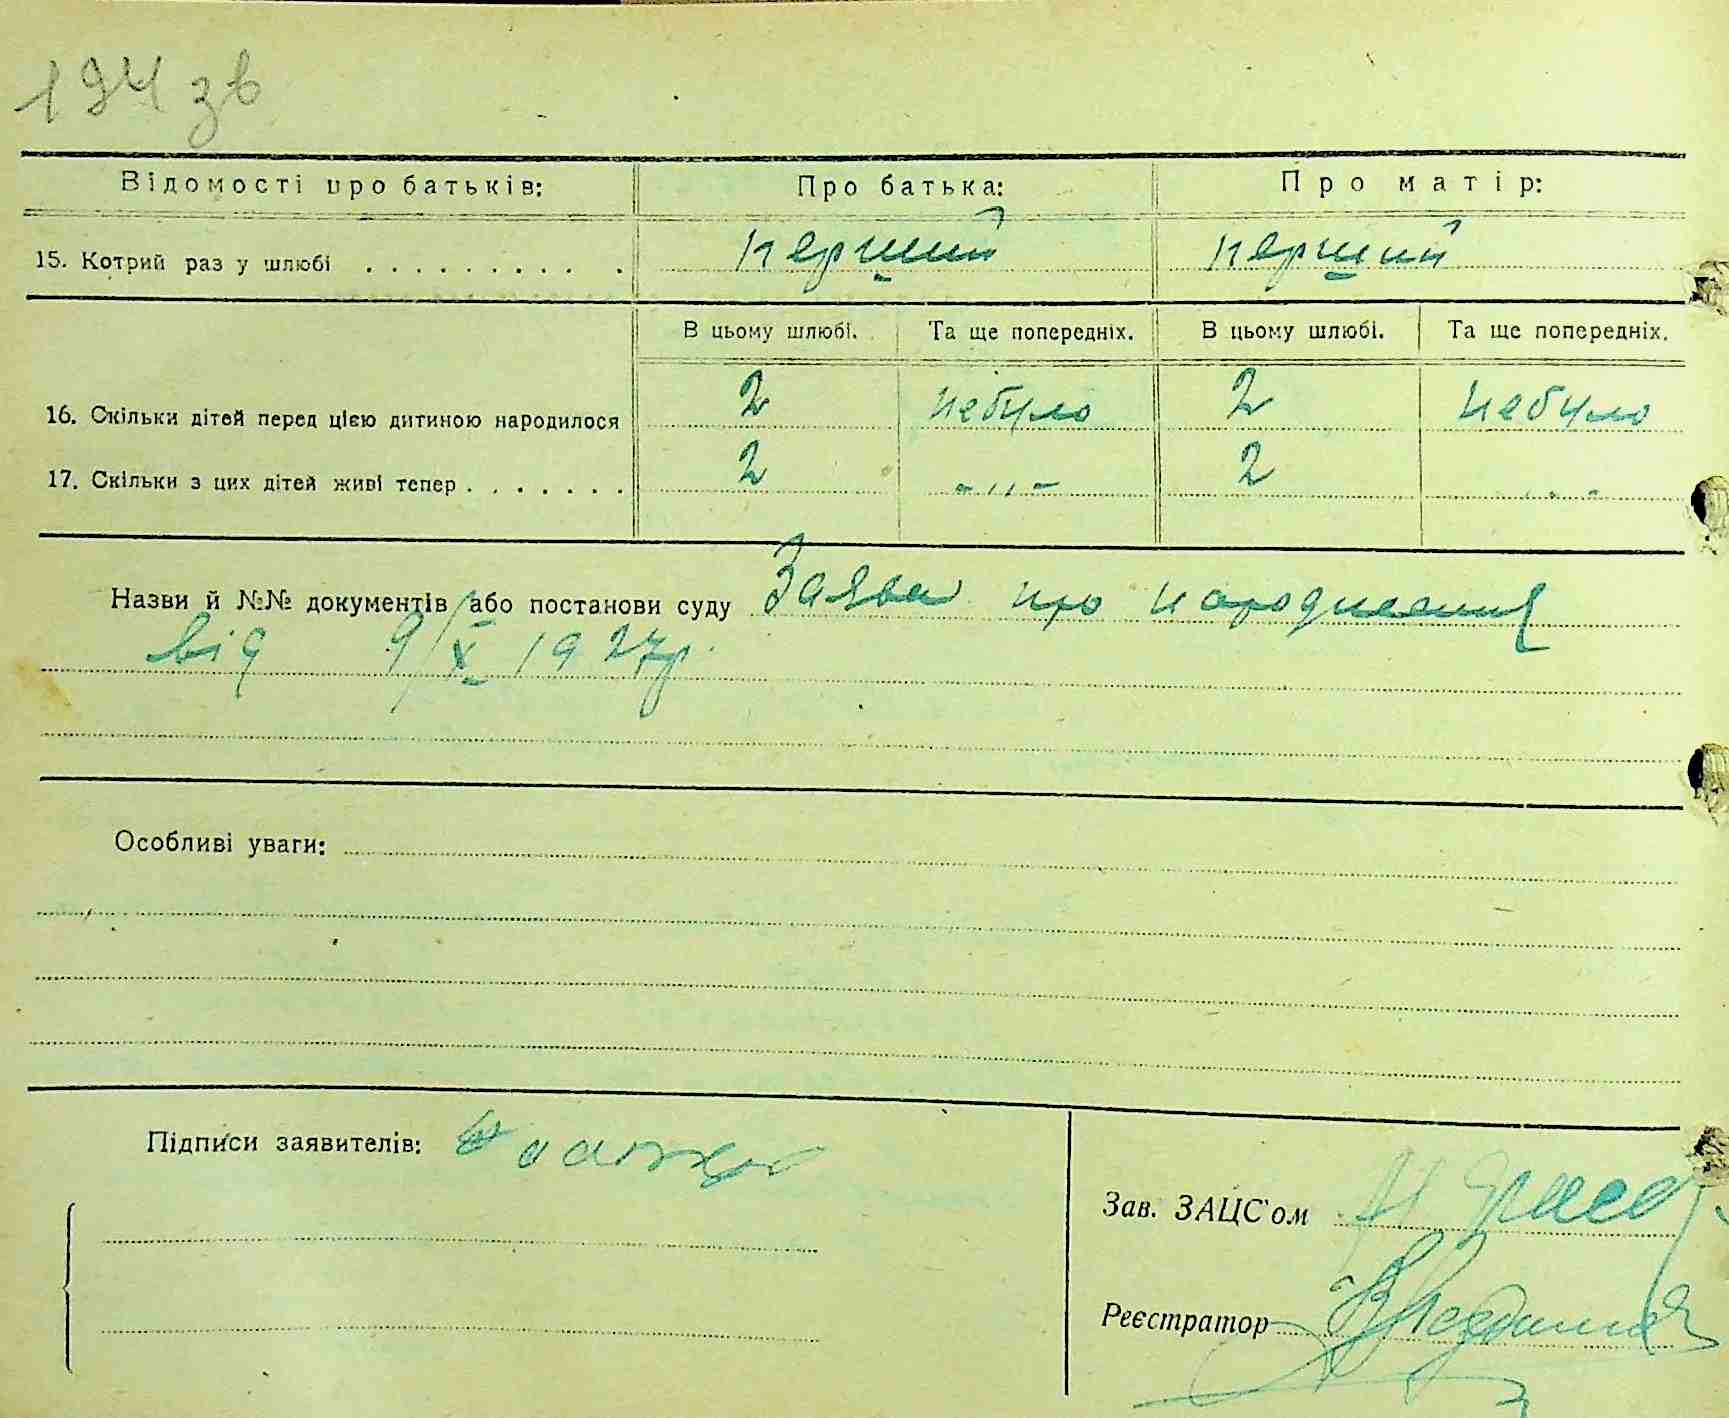 194 зв
Відомості про батьків: Про батька: Про матір:
15. Котрий раз у шлюбі . . . . . . . . . . перший перший
В цьому шлюбі. Та ще попередніх. В цьому шлюбі. Та ще попередніх.
16. Скільки дітей перед цією дитиною народилося 2 небуло 2 небуло
17. Скільки з цих дітей живі тепер . . . . . . . 2 - „ - 2 - „ -
Назви й №№ документів або постанови суду Заява про народження
від 9/X 1927р.
Особливі уваги:
Підписи заявителів:
Зав. ЗАЦС'ом
Реєстратор